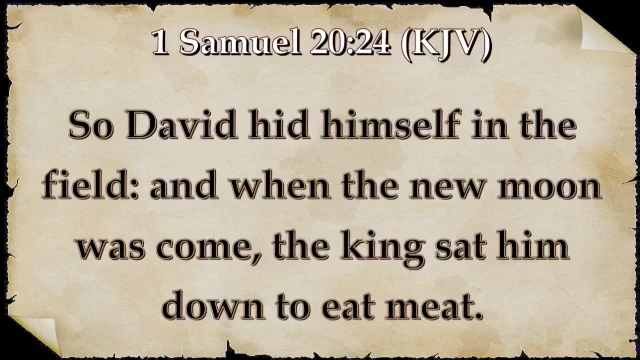 1 Samuel 20:24 (KJV)
So David hid himself in the
field: and when the new moon
was come, the king sat him
down to eat meat.